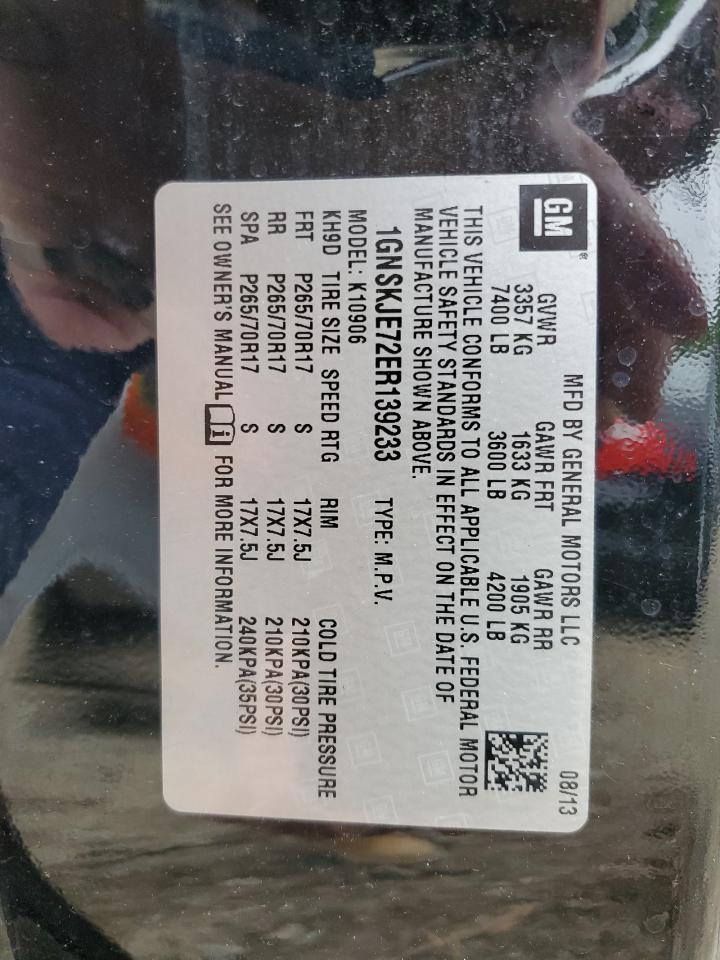 GM®
MFD BY GENERAL MOTORS LLC 08/13
GVWR GAWR FRT GAWR RR
3357 KG 1633 KG 1905 KG
7400 LB 3600 LB 4200 LB
THIS VEHICLE CONFORMS TO ALL APPLICABLE U.S. FEDERAL MOTOR
VEHICLE SAFETY STANDARDS IN EFFECT ON THE DATE OF
MANUFACTURE SHOWN ABOVE.
1GNSKJE72ER139233 TYPE: M.P.V.
MODEL: K10906
KH9D TIRE SIZE SPEED RTG RIM COLD TIRE PRESSURE
FRT P265/70R17 S 17X7.5J 210KPA(30PSI)
RR P265/70R17 S 17X7.5J 210KPA(30PSI)
SPA P265/70R17 S 17X7.5J 240KPA(35PSI)
SEE OWNER'S MANUAL FOR MORE INFORMATION.